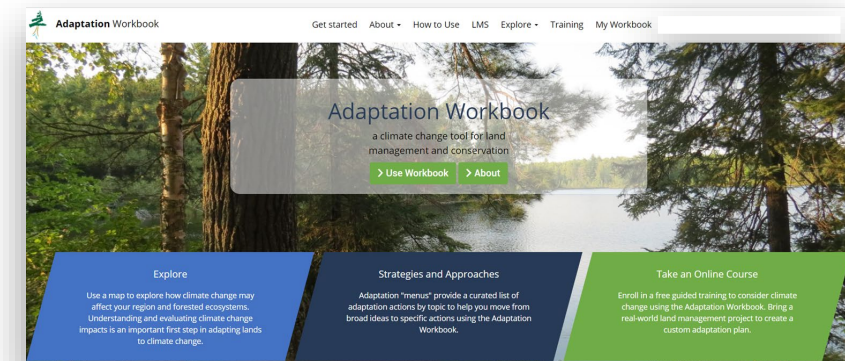 Adaptation Workbook
Get started About How to Use LMS Explore Training My Workbook
Adaptation Workbook
a climate change tool for land
management and conservation
> Use Workbook > About
Explore
Use a map to explore how climate change may
affect your region and forested ecosystems.
Understanding and evaluating climate change
impacts is an important first step in adapting lands
to climate change.
Strategies and Approaches
Adaptation "menus" provide a curated list of
adaptation actions by topic to help you move from
broad ideas to specific actions using the Adaptation
Workbook.
Take an Online Course
Enroll in a free guided training to consider climate
change using the Adaptation Workbook. Bring a
real-world land management project to create a
custom adaptation plan.